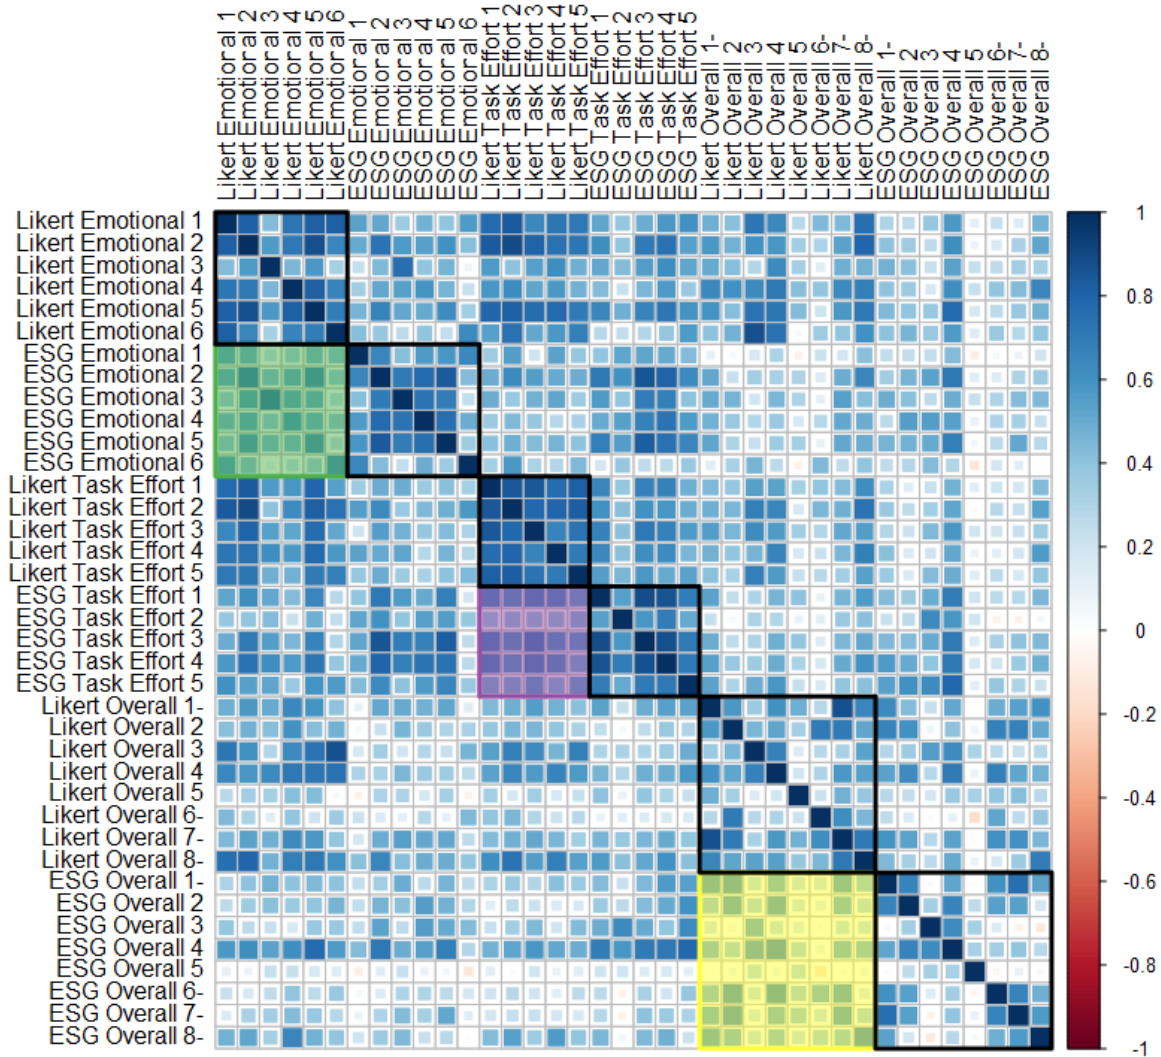 Likert Emotional 1
Likert Emotional 2
Likert Emotional 3
Likert Emotional 4
Likert Emotional 5
Likert Emotional 6
ESG Emotional 1
ESG Emotional 2
ESG Emotional 3
ESG Emotional 4
ESG Emotional 5
ESG Emotional 6
Likert Task Effort 1
Likert Task Effort 2
Likert Task Effort 3
Likert Task Effort 4
Likert Task Effort 5
ESG Task Effort 1
ESG Task Effort 2
ESG Task Effort 3
ESG Task Effort 4
ESG Task Effort 5
Likert Overall 1-
Likert Overall 2
Likert Overall 3
Likert Overall 4
Likert Overall 5
Likert Overall 6-
Likert Overall 7-
Likert Overall 8-
ESG Overall 1-
ESG Overall 2
ESG Overall 3
ESG Overall 4
ESG Overall 5
ESG Overall 6-
ESG Overall 7-
ESG Overall 8-
Likert Emotional 1
Likert Emotional 2
Likert Emotional 3
Likert Emotional 4
Likert Emotional 5
Likert Emotional 6
ESG Emotional 1
ESG Emotional 2
ESG Emotional 3
ESG Emotional 4
ESG Emotional 5
ESG Emotional 6
Likert Task Effort 1
Likert Task Effort 2
Likert Task Effort 3
Likert Task Effort 4
Likert Task Effort 5
ESG Task Effort 1
ESG Task Effort 2
ESG Task Effort 3
ESG Task Effort 4
ESG Task Effort 5
Likert Overall 1-
Likert Overall 2
Likert Overall 3
Likert Overall 4
Likert Overall 5
Likert Overall 6-
Likert Overall 7-
Likert Overall 8-
ESG Overall 1-
ESG Overall 2
ESG Overall 3
ESG Overall 4
ESG Overall 5
ESG Overall 6-
ESG Overall 7-
ESG Overall 8-
1
0.8
0.6
0.4
0.2
0
-0.2
-0.4
-0.6
-0.8
-1